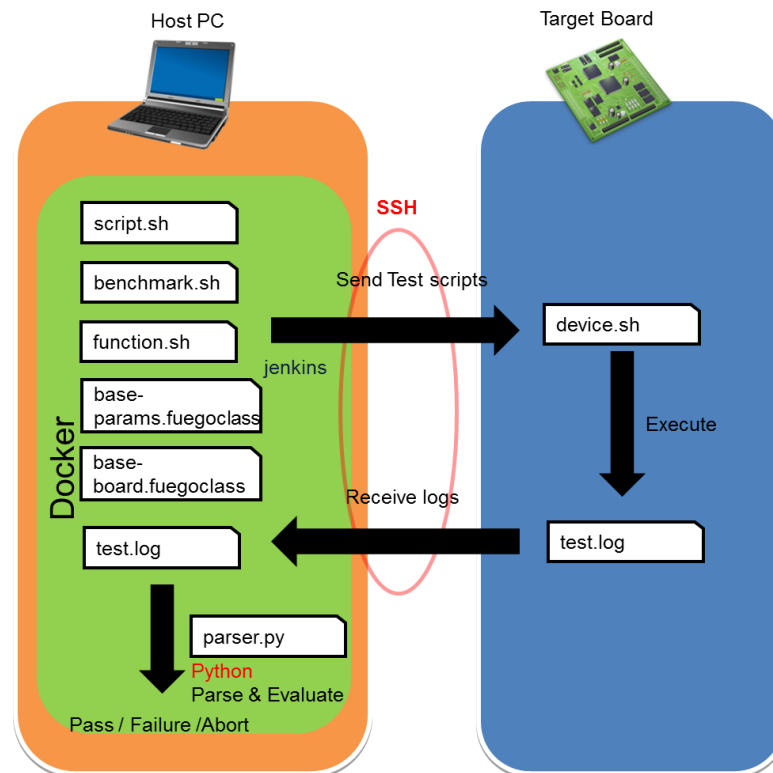 Host PC
Target Board
script.sh
SSH
benchmark.sh
Send Test scripts
function.sh
device.sh
jenkins
base-
params.fuegoclass
Execute
Docker
base-
board.fuegoclass
Receive logs
test.log
test.log
parser.py
Python
Parse & Evaluate
Pass / Failure /Abort